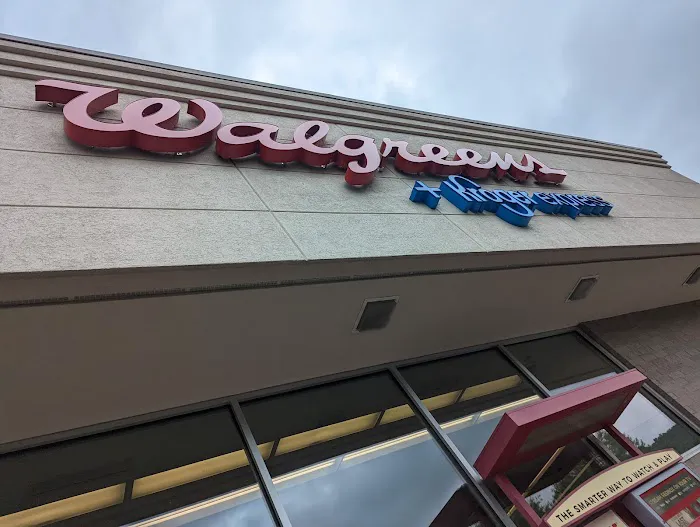 Walgreens
+ Kroger express
THE SMARTER WAY TO WATCH & PLAY